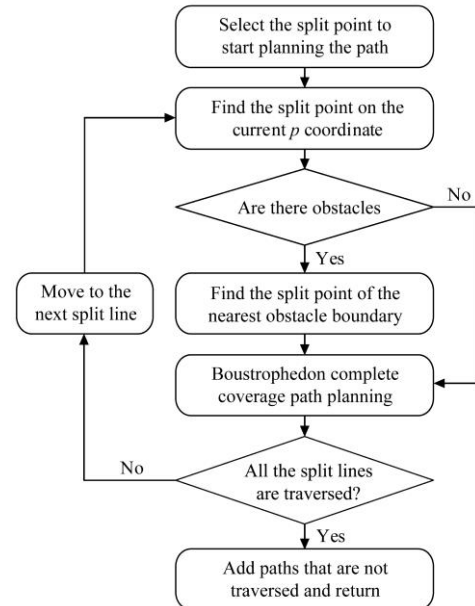 Select the split point to
start planning the path
Find the split point on the
current p coordinate
Are there obstacles
No
Yes
Move to the
next split line
Find the split point of the
nearest obstacle boundary
Boustrophedon complete
coverage path planning
No
All the split lines
are traversed?
Yes
Add paths that are not
traversed and return